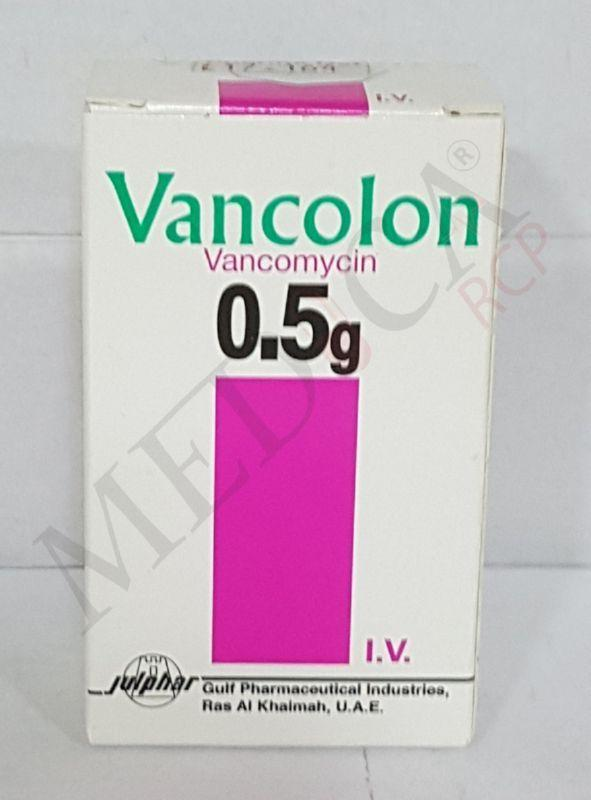 I.V.
Vancolon
Vancomycin
0.5g
I.V.
julphar
Gulf Pharmaceutical Industries,
Ras Al Khaimah, U.A.E.
MEDICA®
RCP